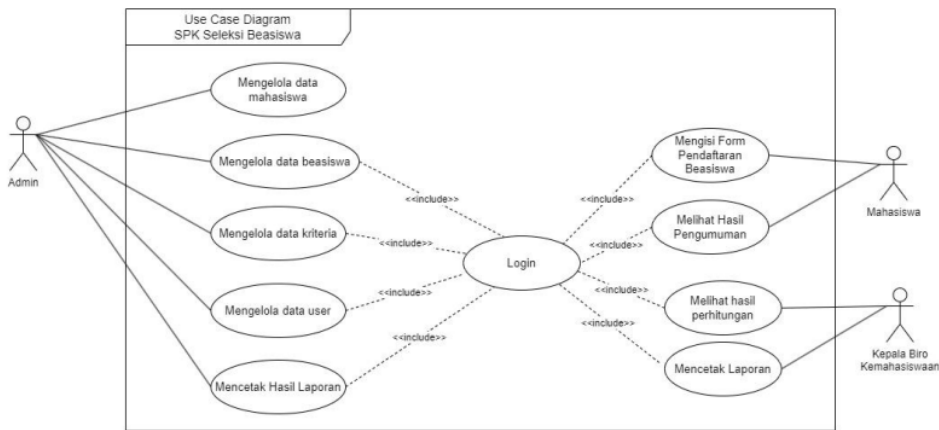 Use Case Diagram
SPK Seleksi Beasiswa
Mengelola data
mahasiswa
Admin
Mengelola data beasiswa
<<include>>
Mengelola data kriteria
<<include>>
Mengelola data user
<<include>>
Mencetak Hasil Laporan
<<include>>
Login
Mengisi Form
Pendaftaran
Beasiswa
<<include>>
Melihat Hasil
Pengumuman
<<include>>
Mahasiswa
Melihat hasil
perhitungan
<<include>>
Mencetak Laporan
<<include>>
Kepala Biro
Kemahasiswaan